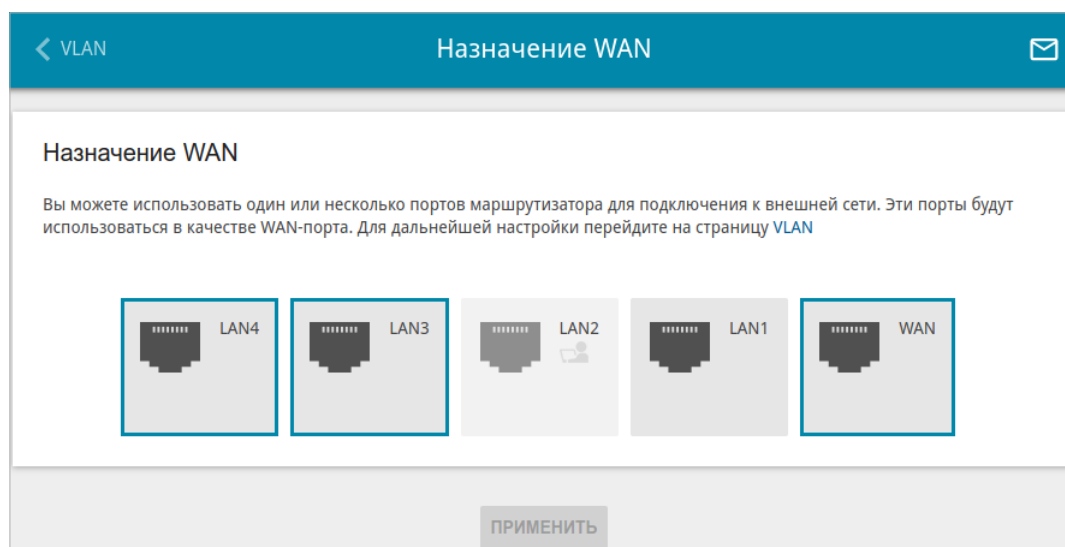 VLAN
Назначение WAN
Назначение WAN
Вы можете использовать один или несколько портов маршрутизатора для подключения к внешней сети. Эти порты будут
использоваться в качестве WAN-порта. Для дальнейшей настройки перейдите на страницу VLAN
LAN4
LAN3
LAN2
LAN1
WAN
ПРИМЕНИТЬ